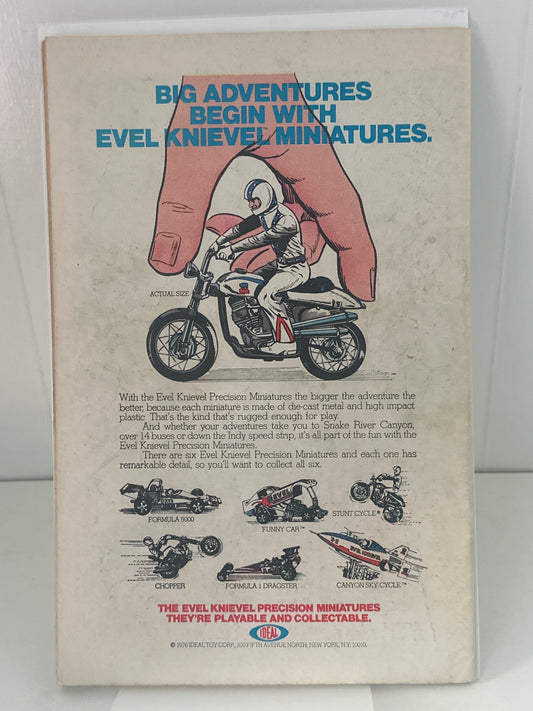 BIG ADVENTURES
BEGIN WITH
EVEL KNIEVEL MINIATURES.
ACTUAL SIZE
With the Evel Knievel Precision Miniatures the bigger the adventure the
better, because each miniature is made of die-cast metal and high impact
plastic. That's the kind that's rugged enough for play.
And whether your adventures take you to Snake River Canyon,
over 14 buses or down the Indy speed strip, it's all part of the fun with the
Evel Knievel Precision Miniatures.
There are six Evel Knievel Precision Miniatures and each one has
remarkable detail, so you'll want to collect all six.
FORMULA 5000
KNIEVEL
FUNNY CAR™
STUNT CYCLE®
CHOPPER
FORMULA 1 DRAGSTER
EVEL KNIEVEL
CANYON SKY CYCLE™
THE EVEL KNIEVEL PRECISION MINIATURES
THEY'RE PLAYABLE AND COLLECTABLE.
IDEAL
© 1976 IDEAL TOY CORP., 200 FIFTH AVENUE NORTH, NEW YORK, N.Y. 10010.